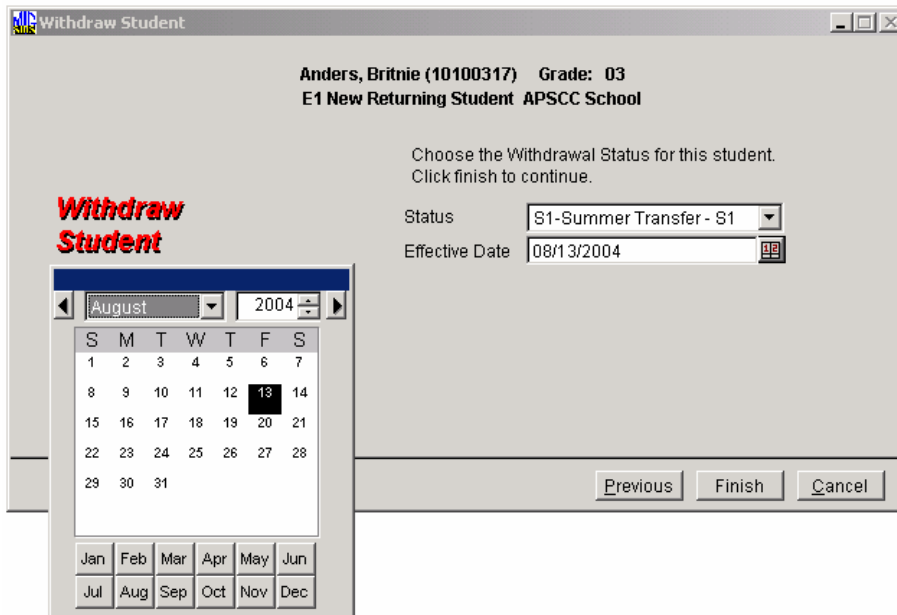 Withdraw Student
Anders, Britnie (10100317) Grade: 03
E1 New Returning Student APSCC School
Choose the Withdrawal Status for this student.
Click finish to continue.
Withdraw
Student
Status S1-Summer Transfer - S1
Effective Date 08/13/2004
August 2004
S M T W T F S
1 2 3 4 5 6 7
8 9 10 11 12 13 14
15 16 17 18 19 20 21
22 23 24 25 26 27 28
29 30 31
Previous Finish Cancel
Jan Feb Mar Apr May Jun
Jul Aug Sep Oct Nov Dec